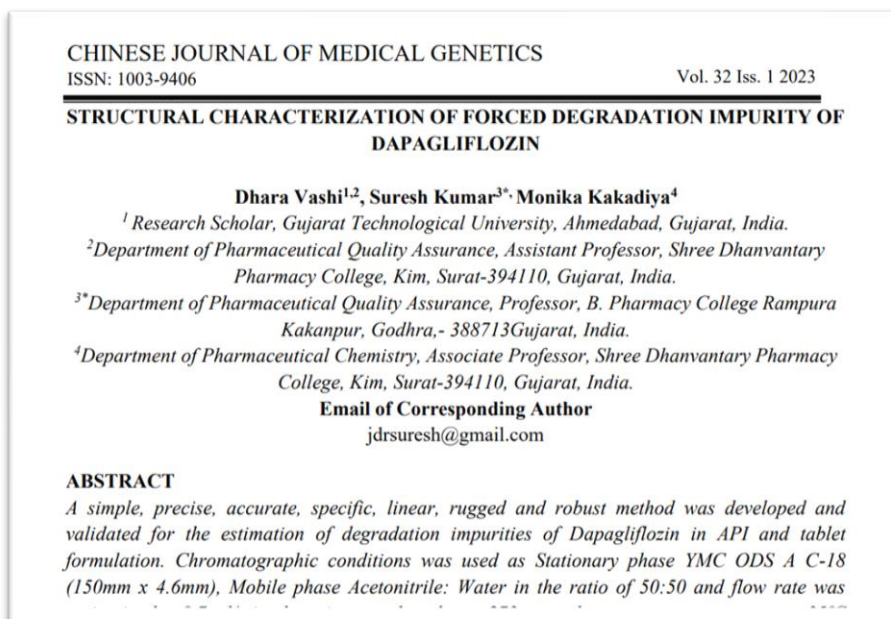 CHINESE JOURNAL OF MEDICAL GENETICS
ISSN: 1003-9406 Vol. 32 Iss. 1 2023
STRUCTURAL CHARACTERIZATION OF FORCED DEGRADATION IMPURITY OF
DAPAGLIFLOZIN
Dhara Vashi1,2, Suresh Kumar3*, Monika Kakadiya4
1 Research Scholar, Gujarat Technological University, Ahmedabad, Gujarat, India.
2Department of Pharmaceutical Quality Assurance, Assistant Professor, Shree Dhanvantary
Pharmacy College, Kim, Surat-394110, Gujarat, India.
3*Department of Pharmaceutical Quality Assurance, Professor, B. Pharmacy College Rampura
Kakanpur, Godhra,- 388713Gujarat, India.
4Department of Pharmaceutical Chemistry, Associate Professor, Shree Dhanvantary Pharmacy
College, Kim, Surat-394110, Gujarat, India.
Email of Corresponding Author
jdrsuresh@gmail.com
ABSTRACT
A simple, precise, accurate, specific, linear, rugged and robust method was developed and
validated for the estimation of degradation impurities of Dapagliflozin in API and tablet
formulation. Chromatographic conditions was used as Stationary phase YMC ODS A C-18
(150mm x 4.6mm), Mobile phase Acetonitrile: Water in the ratio of 50:50 and flow rate was